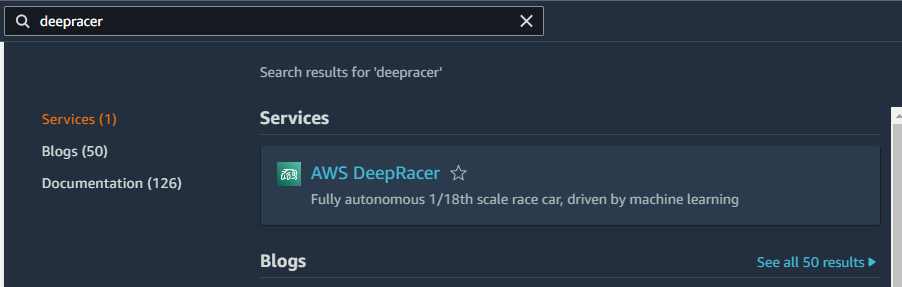 deepracer
Search results for 'deepracer'
Services (1)
Blogs (50)
Documentation (126)
Services
AWS DeepRacer
Fully autonomous 1/18th scale race car, driven by machine learning
Blogs
See all 50 results